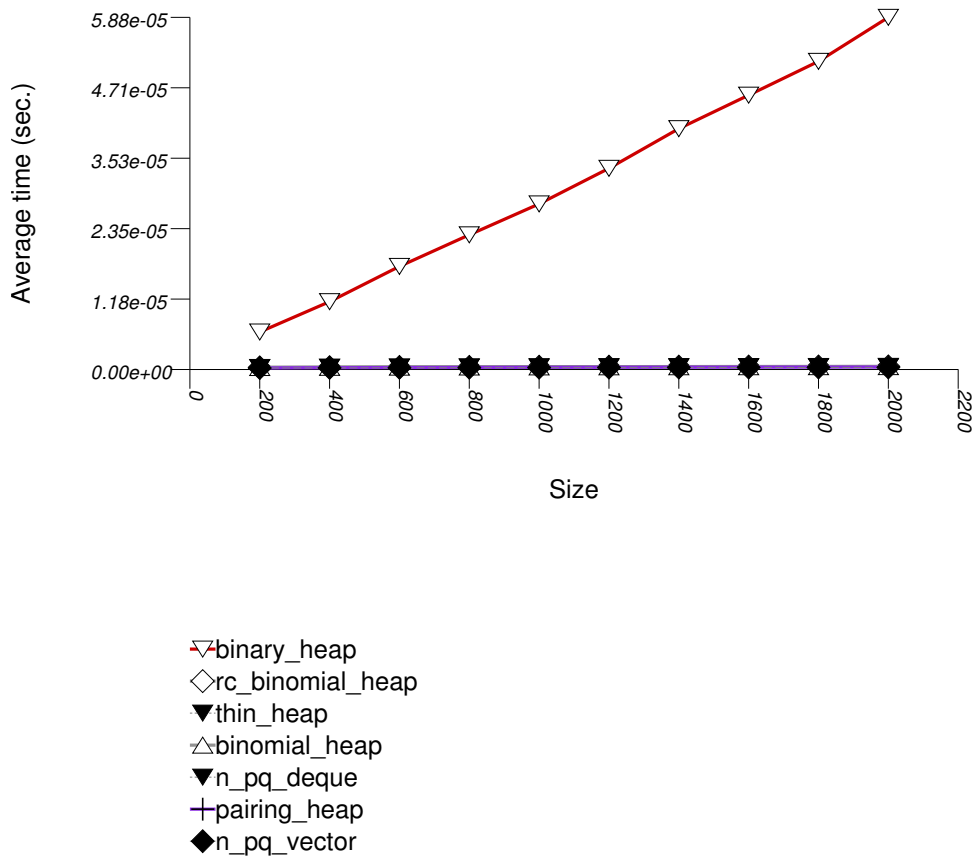 5.88e-05
4.71e-05
3.53e-05
2.35e-05
1.18e-05
0.00e+00
Average time (sec.)
0
200
400
600
800
1000
1200
1400
1600
1800
2000
2200
Size
binary_heap
rc_binomial_heap
thin_heap
binomial_heap
n_pq_deque
pairing_heap
n_pq_vector